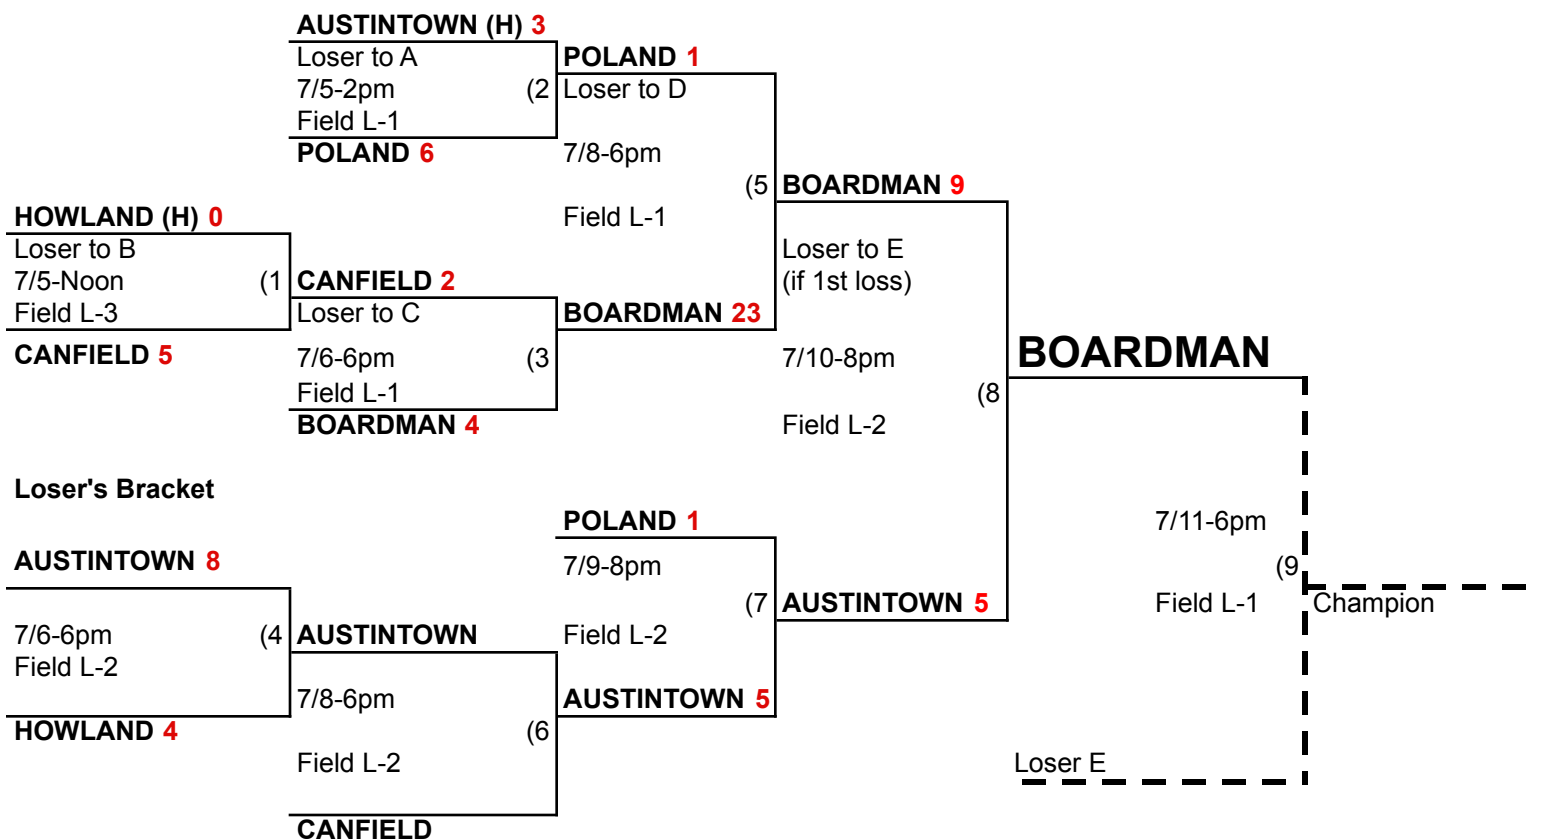 AUSTINTOWN (H) 3
Loser to A
7/5-2pm
(2
Field L-1
POLAND 6
POLAND 1
Loser to D
7/8-6pm
(5
Field L-1
HOWLAND (H) 0
Loser to B
7/5-Noon
(1
Field L-3
CANFIELD 5
CANFIELD 2
Loser to C
7/6-6pm
(3
Field L-1
BOARDMAN 4
BOARDMAN 23
BOARDMAN 9
Loser to E
(if 1st loss)
7/10-8pm
(8
Field L-2
BOARDMAN
Loser's Bracket
AUSTINTOWN 8
7/6-6pm
(4
Field L-2
HOWLAND 4
AUSTINTOWN
7/8-6pm
(6
Field L-2
CANFIELD
POLAND 1
7/9-8pm
(7
Field L-2
AUSTINTOWN 5
AUSTINTOWN 5
7/11-6pm
(9
Field L-1
Champion
Loser E